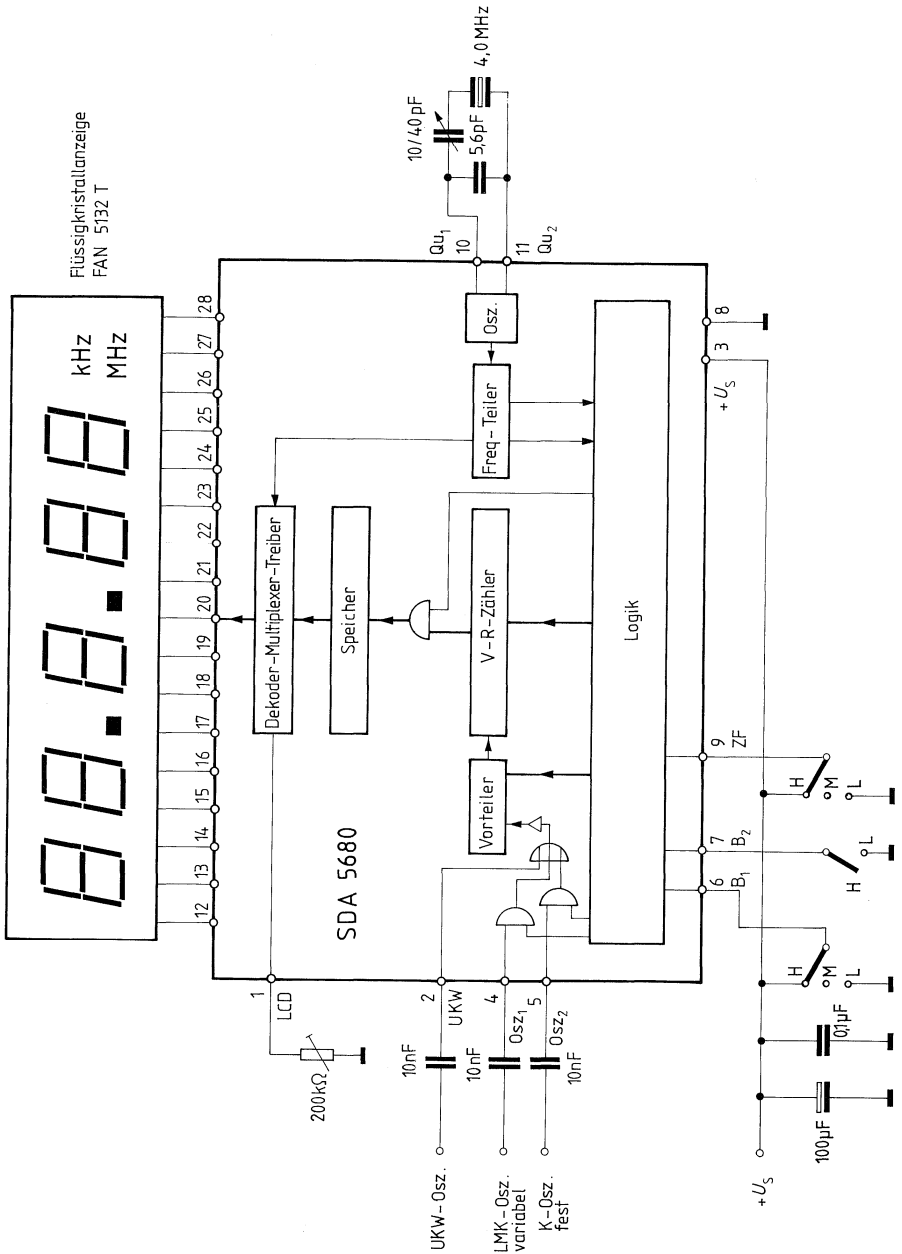 Flüssigkristallanzeige
FAN 5132 T
kHz
MHz
12 13 14 15 16 17 18 19 20 21 22 23 24 25 26 27 28
1
LCD
200kΩ
SDA 5680
Dekoder-Multiplexer-Treiber
Speicher
V-R-Zähler
Vorteiler
Freq-Teiler
Osz.
Logik
Qu1
10
11
Qu2
10/40pF
5,6pF
4,0MHz
UKW-Osz.
10nF
2
UKW
LMK-Osz.
variabel
10nF
4
Osz1
K-Osz.
fest
10nF
5
Osz2
6
B1
7
B2
9
ZF
3
+US
8
+US
100µF
0,1µF
H
M
L
H
L
H
M
L